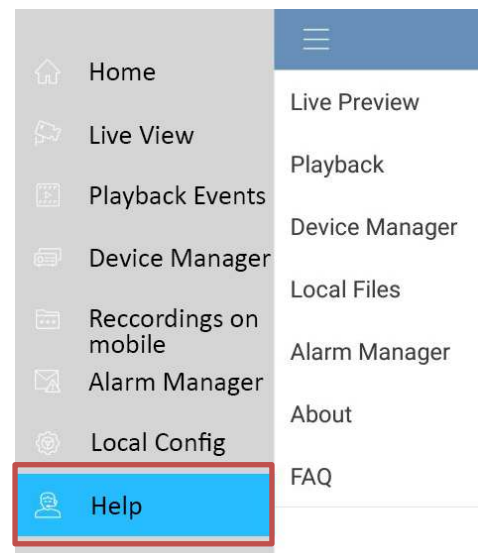 Home
Live View
Playback Events
Device Manager
Reccordings on
mobile
Alarm Manager
Local Config
Help
Live Preview
Playback
Device Manager
Local Files
Alarm Manager
About
FAQ